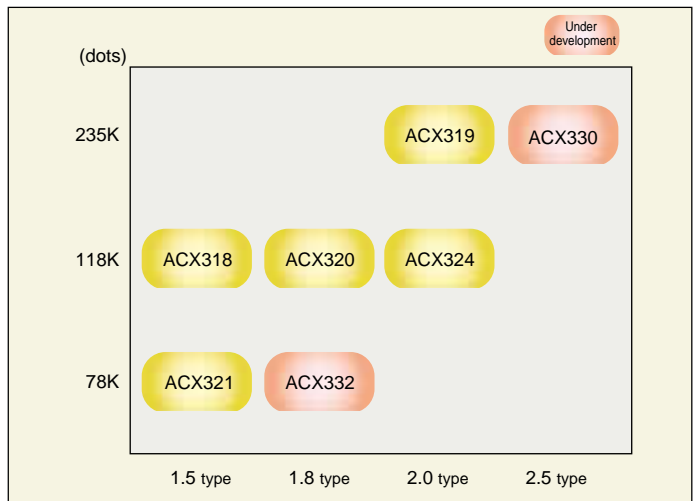 Under
development
(dots)
235K
ACX319
ACX330
118K
ACX318
ACX320
ACX324
78K
ACX321
ACX332
1.5 type
1.8 type
2.0 type
2.5 type